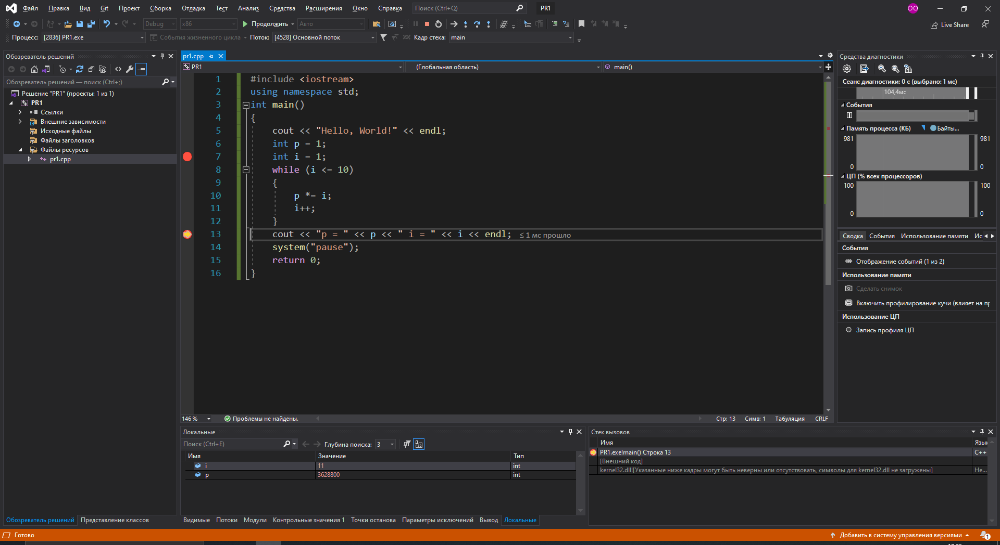 Файл Правка Вид Git Проект Сборка Отладка Тест Анализ Средства Расширения Окно Справка Поиск (Ctrl+Q) PR1 OO
Debug x86 Продолжить Авто Live Share
Процесс: [2836] PR1.exe События жизненного цикла Поток: [4528] Основной поток Кадр стека: main
Обозреватель решений
Обозреватель решений — поиск (Ctrl+;)
Решение "PR1" (проекты: 1 из 1)
PR1
Ссылки
Внешние зависимости
Исходные файлы
Файлы заголовков
Файлы ресурсов
pr1.cpp
Обозреватель решений Представление классов
pr1.cpp
PR1 (Глобальная область) main()
1 #include <iostream>
2 using namespace std;
3 int main()
4 {
5 cout << "Hello, World!" << endl;
6 int p = 1;
7 int i = 1;
8 while (i <= 10)
9 {
10 p *= i;
11 i++;
12 }
13 cout << "p = " << p << " i = " << i << endl; ≤ 1 мс прошло
14 system("pause");
15 return 0;
16 }
146 % Проблемы не найдены. Стр: 13 Симв: 1 Табуляция CRLF
Средства диагностики
Сеанс диагностики: 0 с (выбрано: 1 мс)
104,4мс
События
Память процесса (КБ) Байты...
981 981
0 0
ЦП (% всех процессоров)
100 100
0 0
Сводка События Использование памяти Ис
События
Отображение событий (1 из 2)
Использование памяти
Сделать снимок
Включить профилирование кучи (влияет на пр
Использование ЦП
Запись профиля ЦП
Локальные
Поиск (Ctrl+E) Глубина поиска: 3
Имя Значение Тип
i 11 int
p 3628800 int
Видимые Потоки Модули Контрольные значения 1 Точки останова Параметры исключений Вывод Локальные
Стек вызовов
Имя Язык
PR1.exe!main() Строка 13 C++
[Внешний код]
kernel32.dll![Указанные ниже кадры могут быть неверны или отсутствовать, символы для kernel32.dll не загружены] Не...
Готово Добавить в систему управления версиями 1